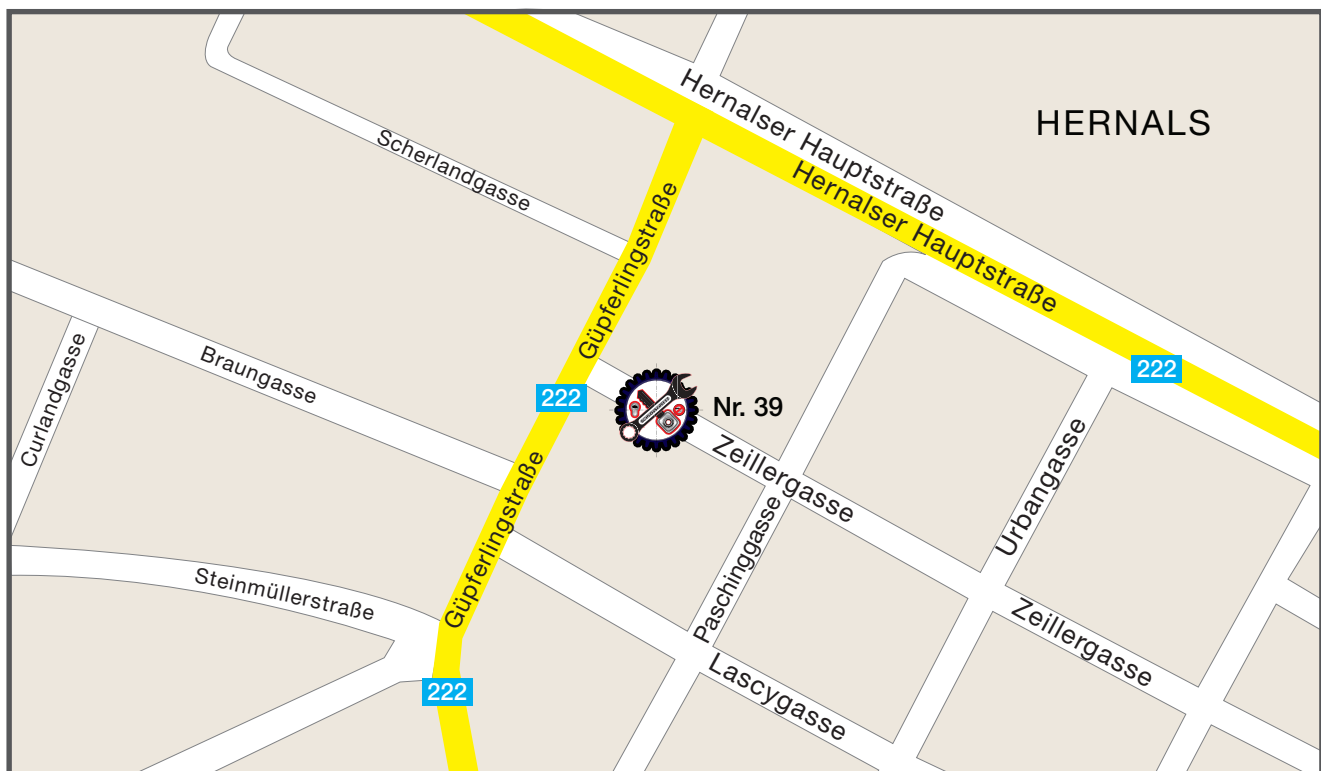 Hernalser Hauptstraße
HERNALS
Scherlandgasse
Hernalser Hauptstraße
Güpferlingstraße
Curlandgasse
Braungasse
222
222
Nr. 39
Zeillergasse
Urbangasse
Güpferlingstraße
Paschinggasse
Steinmüllerstraße
Zeillergasse
Lascygasse
222